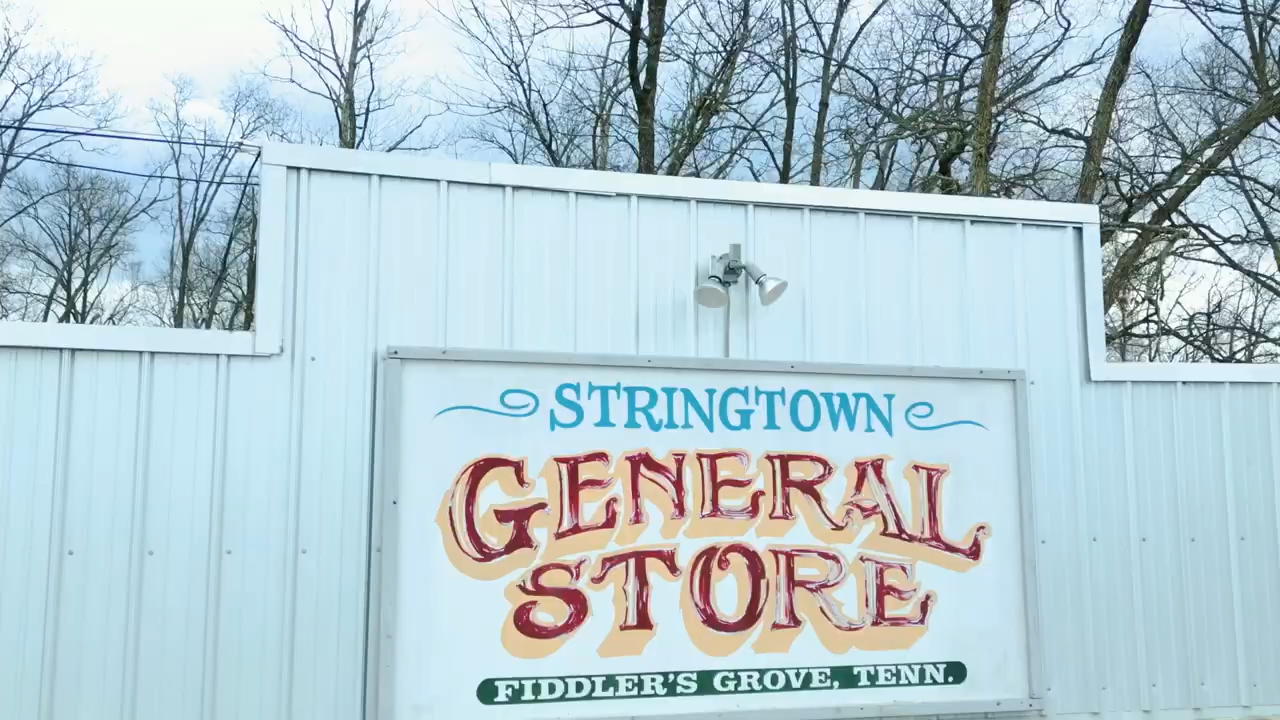 STRINGTOWN
GENERAL
STORE
FIDDLER'S GROVE, TENN.